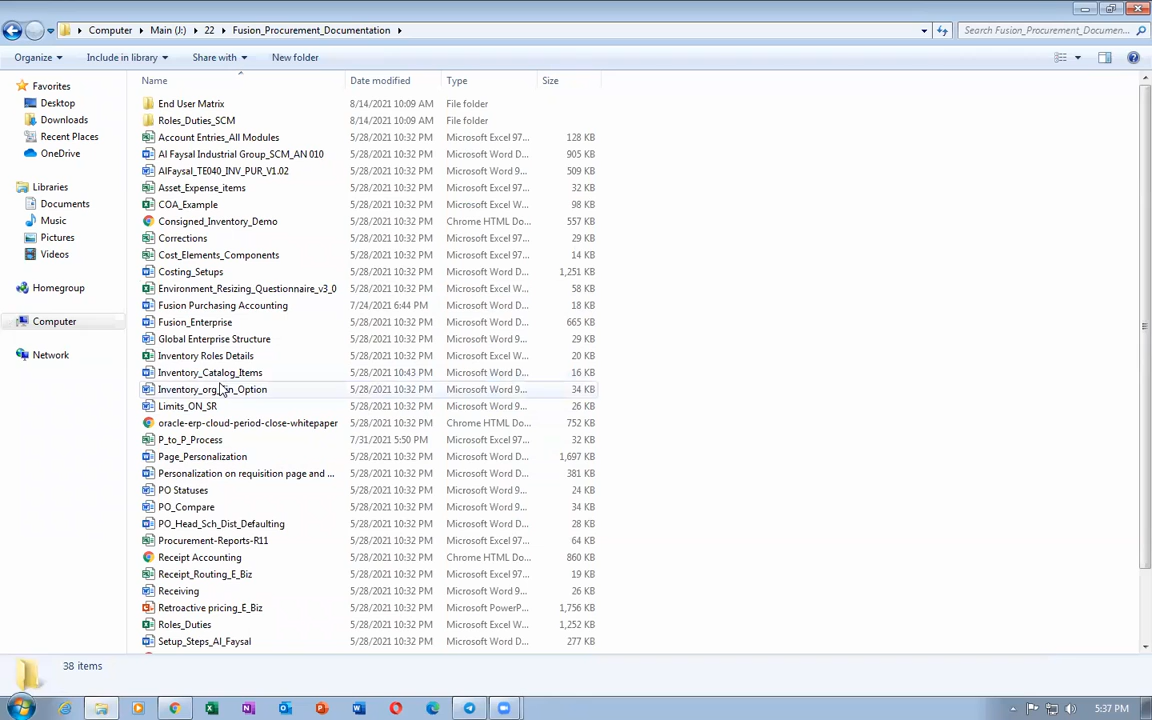 Computer Main (J:) 22 Fusion_Procurement_Documentation Search Fusion_Procurement_Documen...
Organize Include in library Share with New folder
Name Date modified Type Size
Favorites
Desktop
Downloads
Recent Places
OneDrive
Libraries
Documents
Music
Pictures
Videos
Homegroup
Computer
Network
End User Matrix 8/14/2021 10:09 AM File folder
Roles_Duties_SCM 8/14/2021 10:09 AM File folder
Account Entries_All Modules 5/28/2021 10:32 PM Microsoft Excel 97... 128 KB
Al Faysal Industrial Group_SCM_AN 010 5/28/2021 10:32 PM Microsoft Word D... 905 KB
AlFaysal_TE040_INV_PUR_V1.02 5/28/2021 10:32 PM Microsoft Word D... 509 KB
Asset_Expense_items 5/28/2021 10:32 PM Microsoft Excel 97... 32 KB
COA_Example 5/28/2021 10:32 PM Microsoft Excel W... 98 KB
Consigned_Inventory_Demo 5/28/2021 10:32 PM Chrome HTML Do... 557 KB
Corrections 5/28/2021 10:32 PM Microsoft Excel 97... 29 KB
Cost_Elements_Components 5/28/2021 10:32 PM Microsoft Excel 97... 14 KB
Costing_Setups 5/28/2021 10:32 PM Microsoft Word D... 1,251 KB
Environment_Resizing_Questionnaire_v3_0 5/28/2021 10:32 PM Microsoft Excel W... 58 KB
Fusion Purchasing Accounting 7/24/2021 6:44 PM Microsoft Word D... 18 KB
Fusion_Enterprise 5/28/2021 10:32 PM Microsoft Word D... 665 KB
Global Enterprise Structure 5/28/2021 10:32 PM Microsoft Word 9... 29 KB
Inventory Roles Details 5/28/2021 10:32 PM Microsoft Excel W... 20 KB
Inventory_Catalog_Items 5/28/2021 10:43 PM Microsoft Word D... 16 KB
5/28/2021 10:32 PM Microsoft Word 9... 34 KB
Limits_ON_SR 5/28/2021 10:32 PM Microsoft Word 9... 26 KB
oracle-erp-cloud-period-close-whitepaper 5/28/2021 10:32 PM Chrome HTML Do... 752 KB
P_to_P_Process 7/31/2021 5:50 PM Microsoft Excel 97... 32 KB
Page_Personalization 5/28/2021 10:32 PM Microsoft Word D... 1,697 KB
Personalization on requisition page and ... 5/28/2021 10:32 PM Microsoft Word D... 381 KB
PO Statuses 5/28/2021 10:32 PM Microsoft Word 9... 24 KB
PO_Compare 5/28/2021 10:32 PM Microsoft Word 9... 34 KB
PO_Head_Sch_Dist_Defaulting 5/28/2021 10:32 PM Microsoft Word 9... 28 KB
Procurement-Reports-R11 5/28/2021 10:32 PM Microsoft Excel 97... 64 KB
Receipt Accounting 5/28/2021 10:32 PM Chrome HTML Do... 860 KB
Receipt_Routing_E_Biz 5/28/2021 10:32 PM Microsoft Excel 97... 19 KB
Receiving 5/28/2021 10:32 PM Microsoft Word 9... 26 KB
Retroactive pricing_E_Biz 5/28/2021 10:32 PM Microsoft PowerP... 1,756 KB
Roles_Duties 5/28/2021 10:32 PM Microsoft Excel W... 1,252 KB
Setup_Steps_Al_Faysal 5/28/2021 10:32 PM Microsoft Word D... 277 KB
38 items
5:37 PM